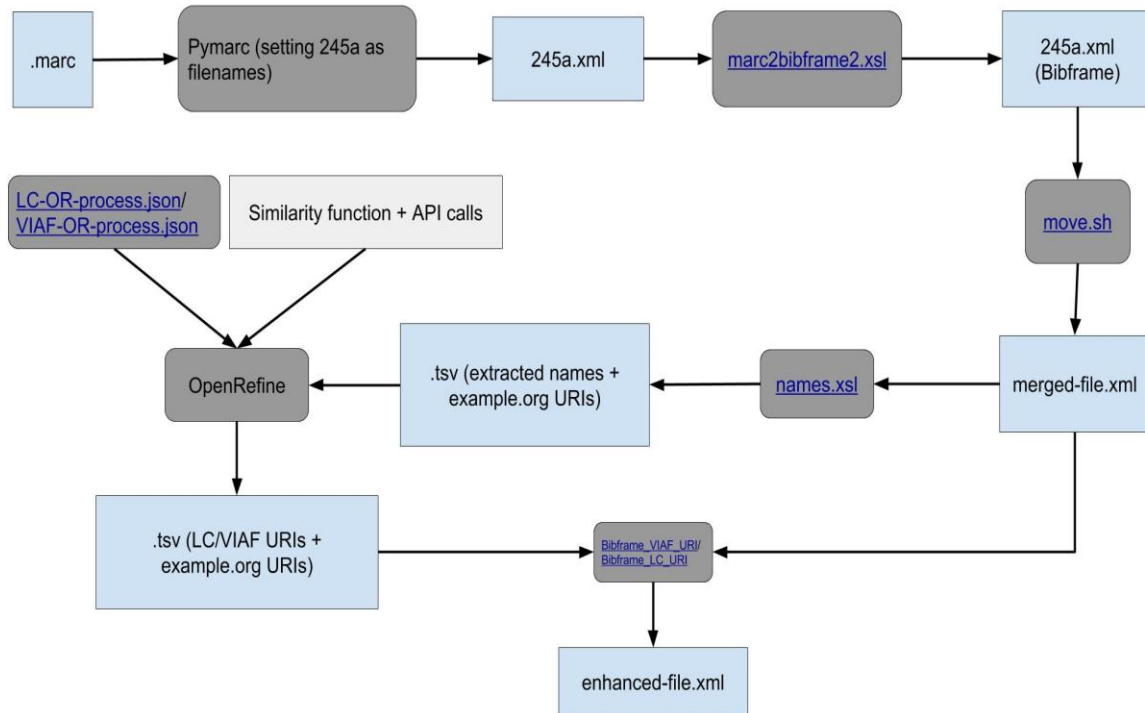 .marc
Pymarc (setting 245a as
filenames)
245a.xml
marc2bibframe2.xsl
245a.xml
(Bibframe)
LC-OR-process.json/
VIAF-OR-process.json
Similarity function + API calls
move.sh
OpenRefine
.tsv (extracted names +
example.org URIs)
names.xsl
merged-file.xml
.tsv (LC/VIAF URIs +
example.org URIs)
Bibframe_VIAF_URI/
Bibframe_LC_URI
enhanced-file.xml